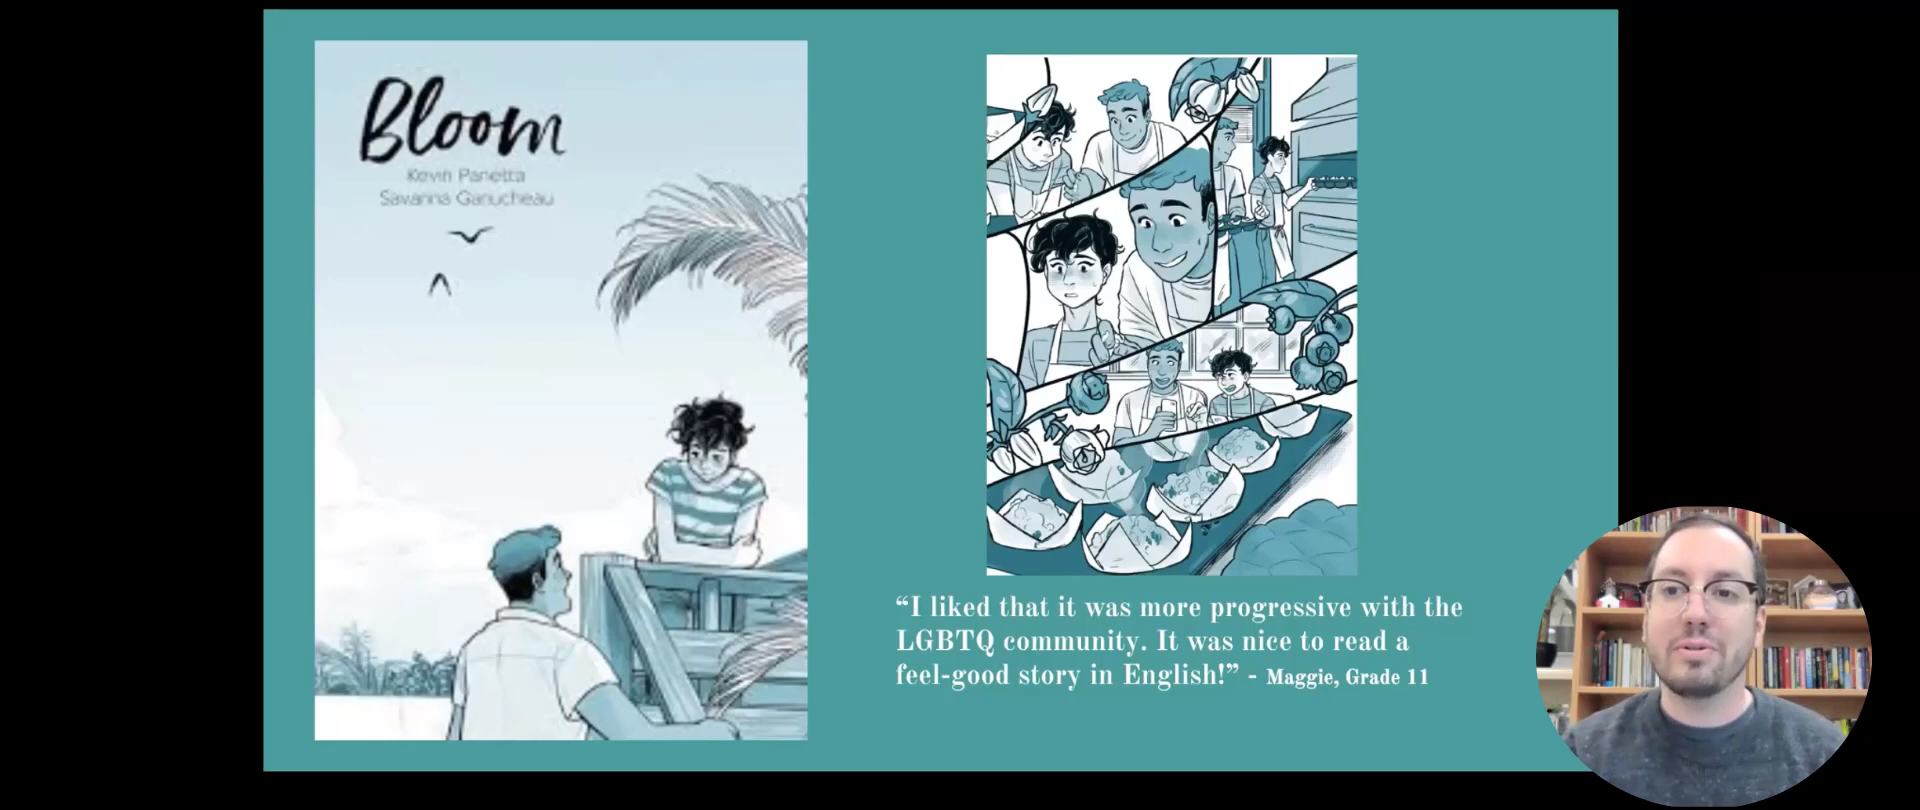 Bloom
Kevin Panetta
Savanna Ganucheau
“I liked that it was more progressive with the
LGBTQ community. It was nice to read a
feel-good story in English!” - Maggie, Grade 11